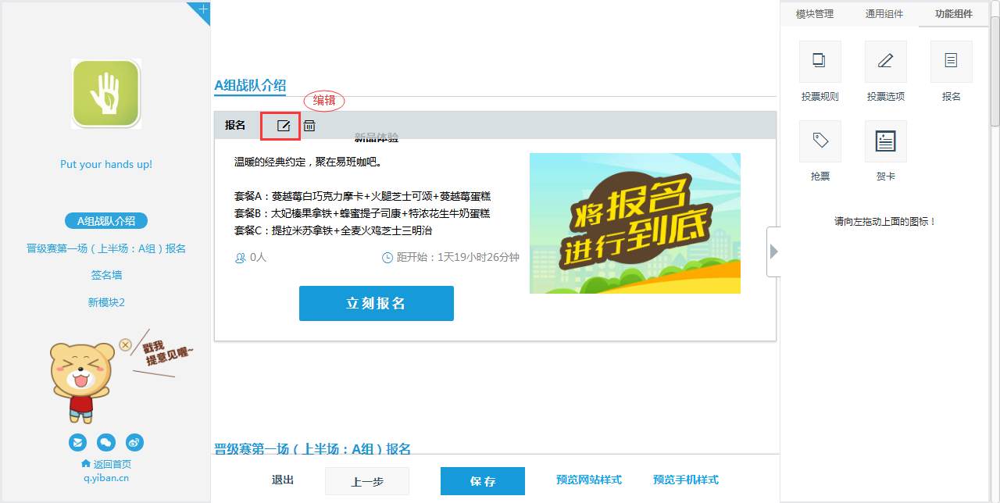 Put your hands up!
A组战队介绍
晋级赛第一场（上半场：A组）报名
签名墙
新模块2
戳我
提意见喔~
返回首页
q.yiban.cn
A组战队介绍
编辑
报名
新品体验
温暖的经典约定，聚在易班咖吧。
套餐A：蔓越莓白巧克力摩卡+火腿芝士可颂+蔓越莓蛋糕
套餐B：太妃榛果拿铁+蜂蜜提子司康+特浓花生牛奶蛋糕
套餐C：提拉米苏拿铁+全麦火鸡芝士三明治
0人
距开始：1天19小时26分钟
立刻报名
将报名
进行到底
晋级赛第一场（上半场：A组）报名
退出
上一步
保存
预览网站样式
预览手机样式
模块管理
通用组件
功能组件
投票规则
投票选项
报名
抢票
贺卡
请向左拖动上面的图标！